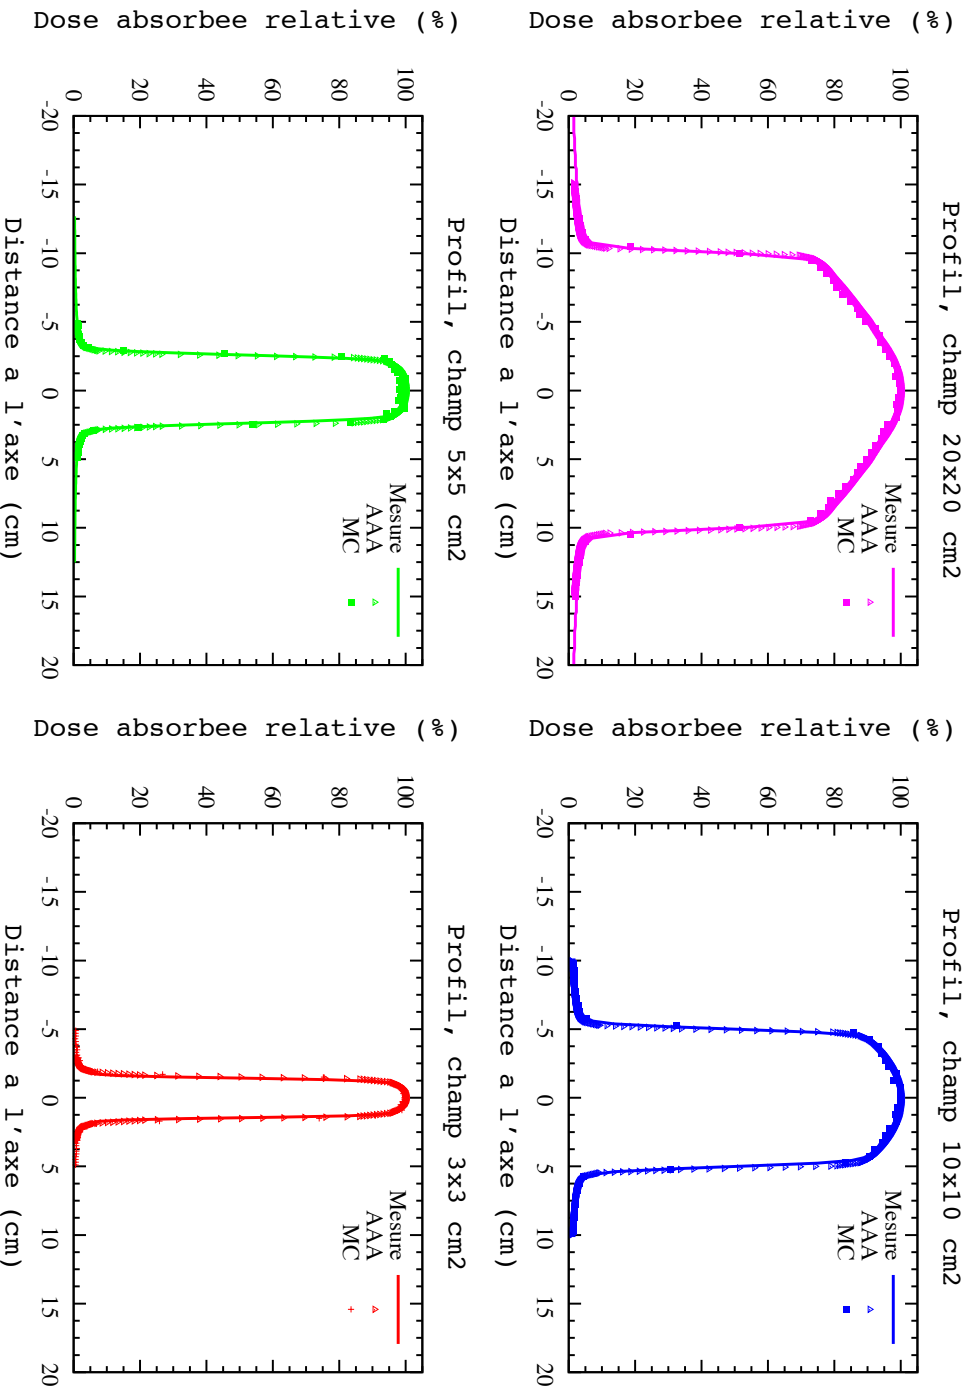 Profil, champ 20x20 cm2
Dose absorbee relative (%)
100
80
60
40
20
0
-20 -15 -10 -5 0 5 10 15 20
Distance a l'axe (cm)
Mesure
AAA
MC
Profil, champ 10x10 cm2
Dose absorbee relative (%)
100
80
60
40
20
0
-20 -15 -10 -5 0 5 10 15 20
Distance a l'axe (cm)
Mesure
AAA
MC
Profil, champ 5x5 cm2
Dose absorbee relative (%)
100
80
60
40
20
0
-20 -15 -10 -5 0 5 10 15 20
Distance a l'axe (cm)
Mesure
AAA
MC
Profil, champ 3x3 cm2
Dose absorbee relative (%)
100
80
60
40
20
0
-20 -15 -10 -5 0 5 10 15 20
Distance a l'axe (cm)
Mesure
AAA
MC